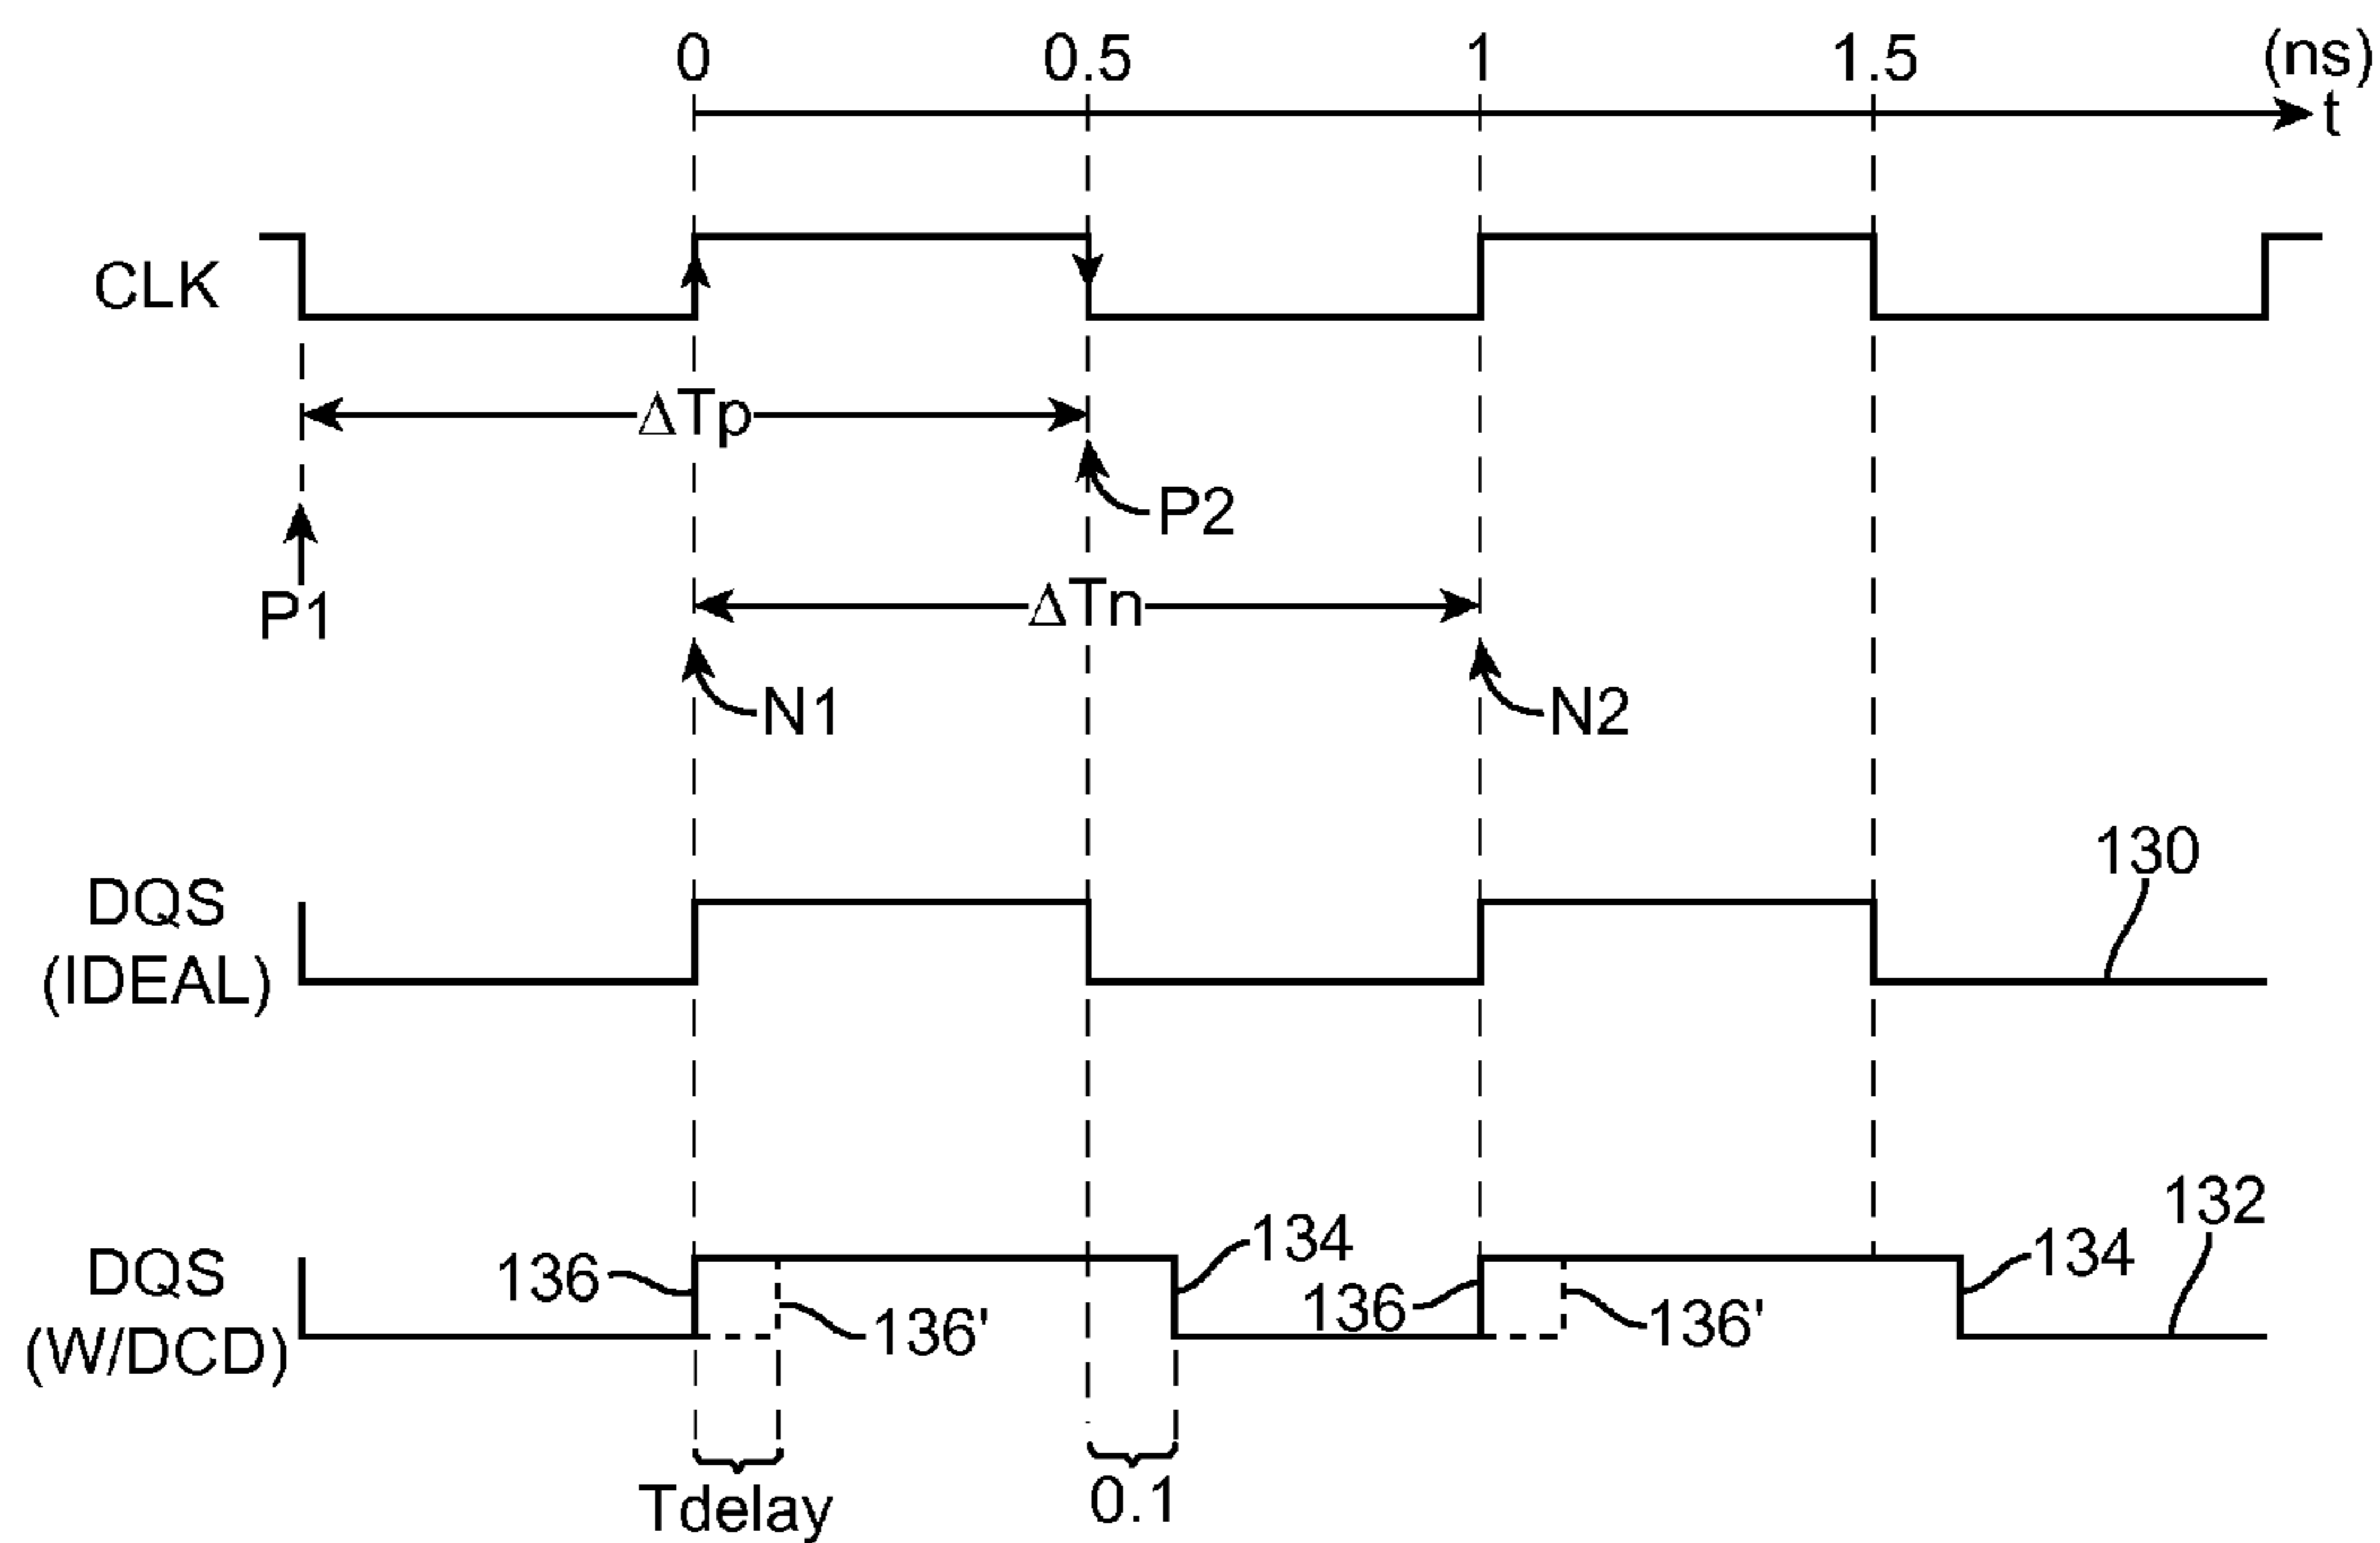 0 0.5 1 1.5 (ns)
t
CLK
ΔTp
P2
P1
ΔTn
N1 N2
130
DQS
(IDEAL)
132
134 134
DQS
136 136
136' 136'
(W/DCD)
Tdelay 0.1